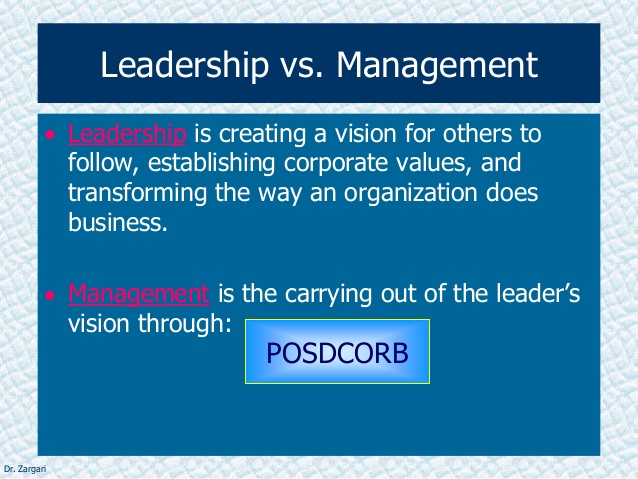 Leadership vs. Management
• Leadership is creating a vision for others to
follow, establishing corporate values, and
transforming the way an organization does
business.
• Management is the carrying out of the leader’s
vision through:
POSDCORB
Dr. Zargari